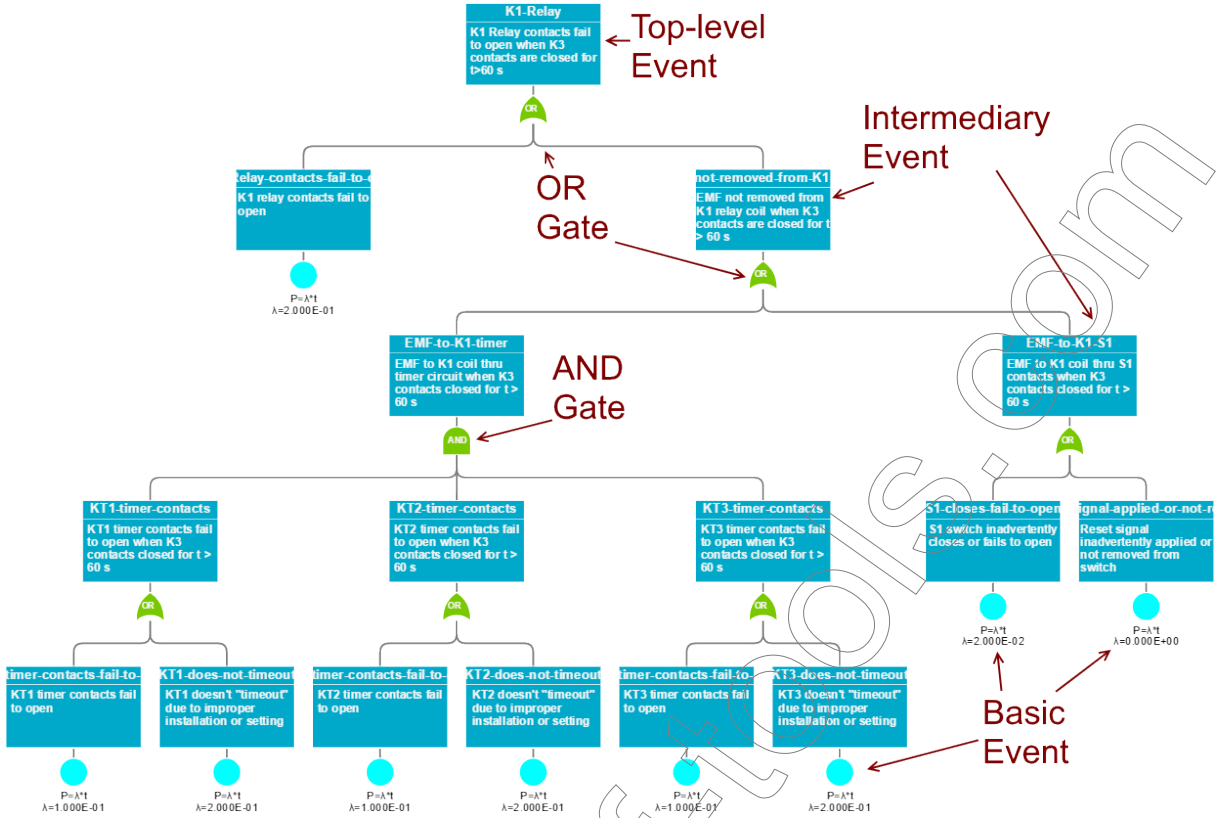 K1-Relay
K1 Relay contacts fail
to open when K3
contacts are closed for
t>60 s
Top-level
Event
OR
Intermediary
Event
OR
Gate
Relay-contacts-fail-to-o
K1 relay contacts fail to
open
P=λ*t
λ=2.000E-01
not-removed-from-K1
EMF not removed from
K1 relay coil when K3
contacts are closed for t
> 60 s
OR
EMF-to-K1-timer
EMF to K1 coil thru
timer circuit when K3
contacts closed for t >
60 s
AND
Gate
AND
EMF-to-K1-S1
EMF to K1 coil thru S1
contacts when K3
contacts closed for t >
60 s
OR
KT1-timer-contacts
KT1 timer contacts fail
to open when K3
contacts closed for t >
60 s
OR
KT2-timer-contacts
KT2 timer contacts fail
to open when K3
contacts closed for t >
60 s
OR
KT3-timer-contacts
KT3 timer contacts fail
to open when K3
contacts closed for t >
60 s
OR
S1-closes-fail-to-open
S1 switch inadvertently
closes or fails to open
P=λ*t
λ=2.000E-02
ignal-applied-or-not-r
Reset signal
inadvertently applied or
not removed from
switch
P=λ*t
λ=0.000E+00
timer-contacts-fail-to-
KT1 timer contacts fail
to open
P=λ*t
λ=1.000E-01
KT1-does-not-timeout
KT1 doesn't "timeout"
due to improper
installation or setting
P=λ*t
λ=2.000E-01
timer-contacts-fail-to-
KT2 timer contacts fail
to open
P=λ*t
λ=1.000E-01
KT2-does-not-timeout
KT2 doesn't "timeout"
due to improper
installation or setting
P=λ*t
λ=2.000E-01
timer-contacts-fail-to-
KT3 timer contacts fail
to open
P=λ*t
λ=1.000E-01
KT3-does-not-timeout
KT3 doesn't "timeout"
due to improper
installation or setting
P=λ*t
λ=2.000E-01
Basic
Event